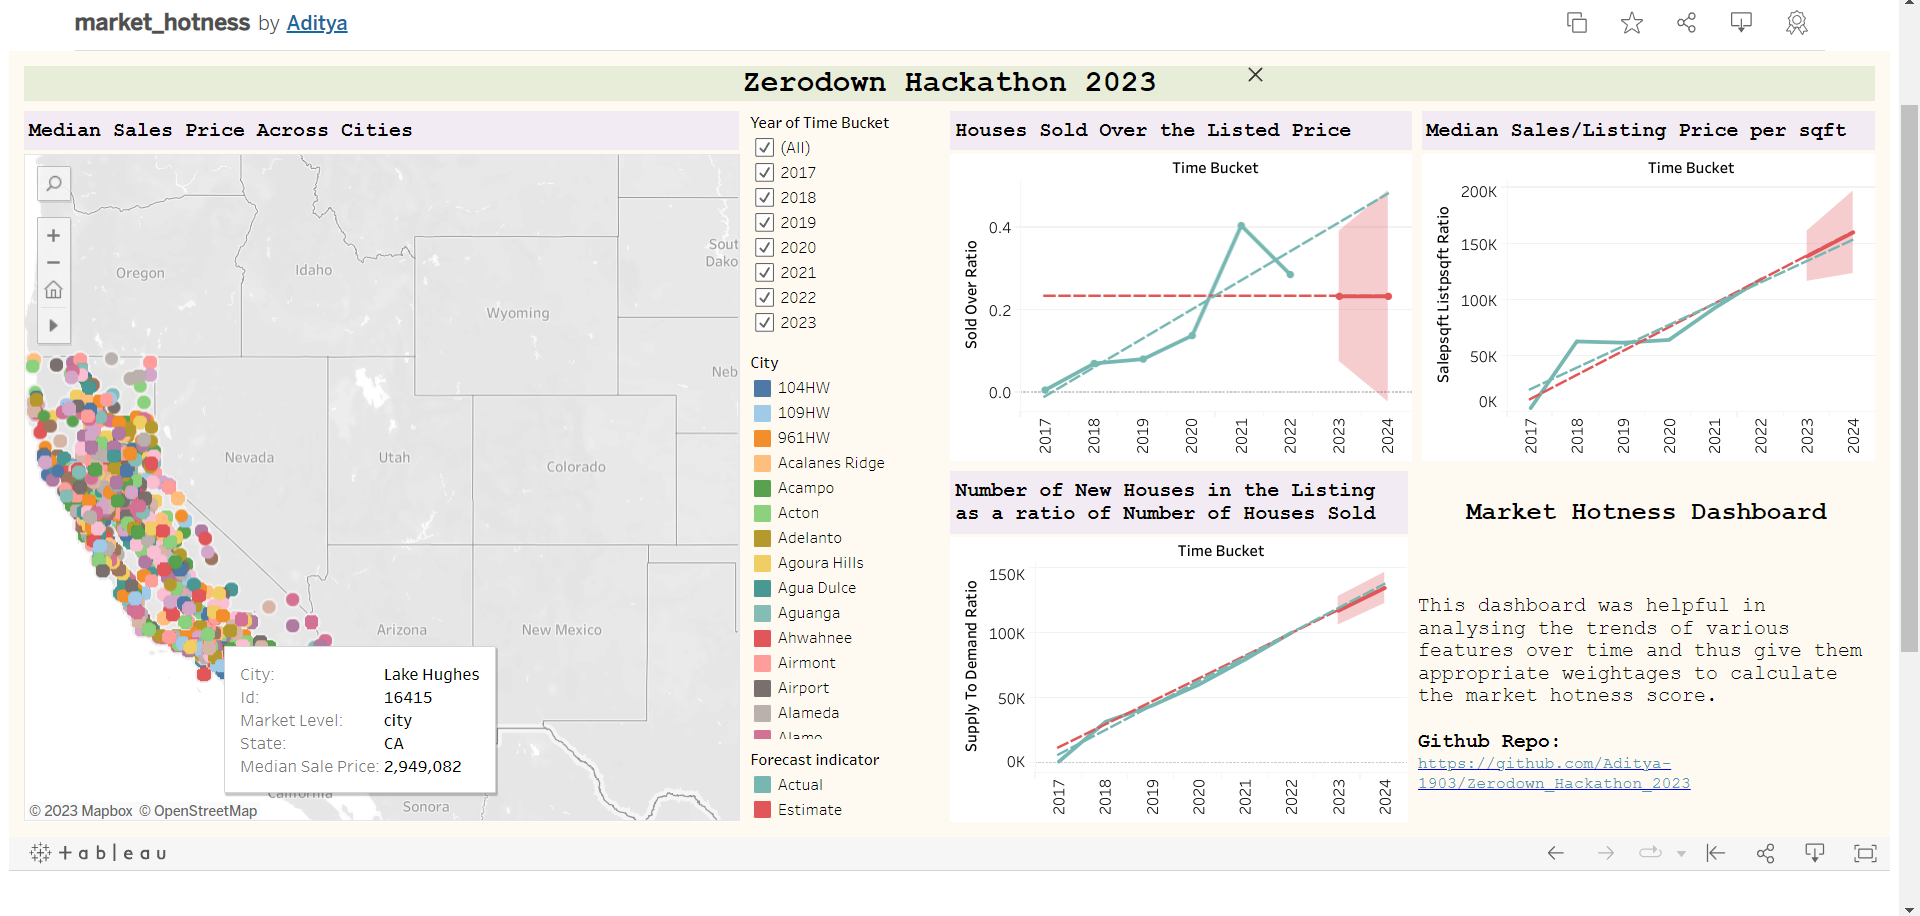 market_hotness by Aditya
Zerodown Hackathon 2023
Median Sales Price Across Cities
Oregon
Idaho
South
Dako
Wyoming
Neb
Nevada
Utah
Colorado
Arizona
New Mexico
Sonora
City: Lake Hughes
Id: 16415
Market Level: city
State: CA
Median Sale Price: 2,949,082
© 2023 Mapbox © OpenStreetMap
Year of Time Bucket
(All)
2017
2018
2019
2020
2021
2022
2023
City
104HW
109HW
961HW
Acalanes Ridge
Acampo
Acton
Adelanto
Agoura Hills
Agua Dulce
Aguanga
Ahwahnee
Airmont
Airport
Alameda
Alamo
Forecast indicator
Actual
Estimate
Houses Sold Over the Listed Price
Time Bucket
Sold Over Ratio
0.4
0.2
0.0
2017
2018
2019
2020
2021
2022
2023
2024
Median Sales/Listing Price per sqft
Time Bucket
Salepsqft Listpsqft Ratio
200K
150K
100K
50K
0K
2017
2018
2019
2020
2021
2022
2023
2024
Number of New Houses in the Listing
as a ratio of Number of Houses Sold
Time Bucket
Supply To Demand Ratio
150K
100K
50K
0K
2017
2018
2019
2020
2021
2022
2023
2024
Market Hotness Dashboard
This dashboard was helpful in
analysing the trends of various
features over time and thus give them
appropriate weightages to calculate
the market hotness score.
Github Repo:
https://github.com/Aditya-
1903/Zerodown_Hackathon_2023
+ a b l e a u